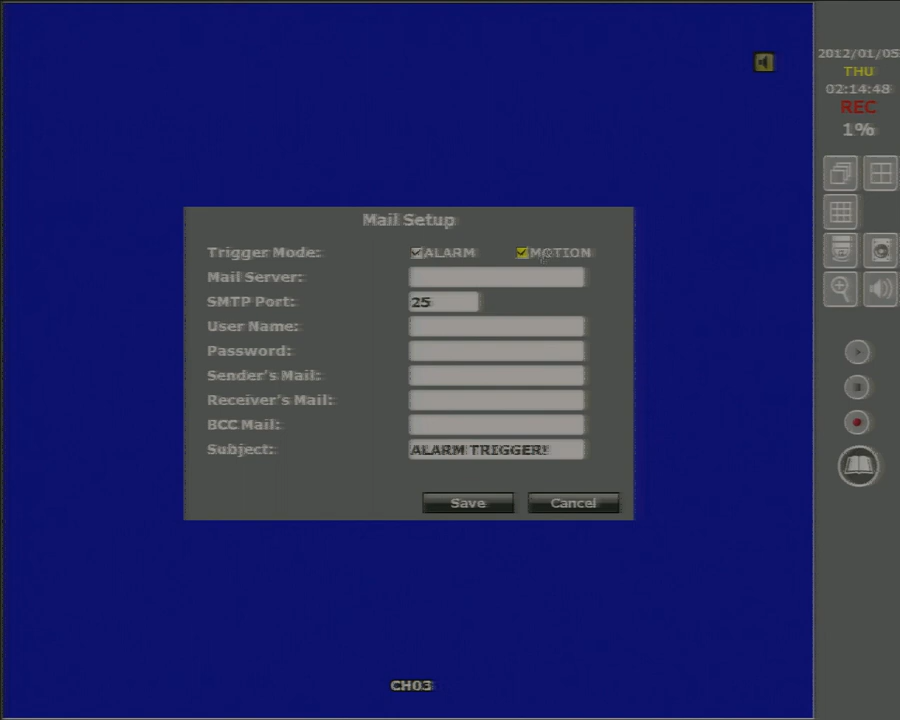 2012/01/05
THU
02:14:48
REC
1%
Mail Setup
Trigger Mode: ALARM MOTION
Mail Server:
SMTP Port: 25
User Name:
Password:
Sender's Mail:
Receiver's Mail:
BCC Mail:
Subject: ALARM TRIGGER!
Save Cancel
CH03